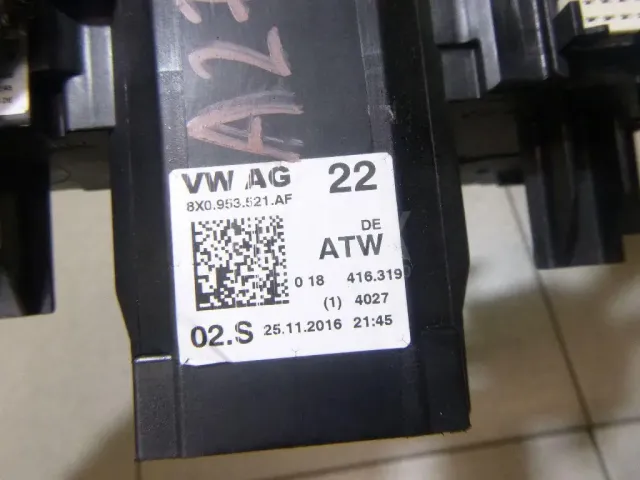 A27
VW AG 22
8X0.953.521.AF
DE
ATW
0 18 416.319
(1) 4027
02.S 25.11.2016 21:45